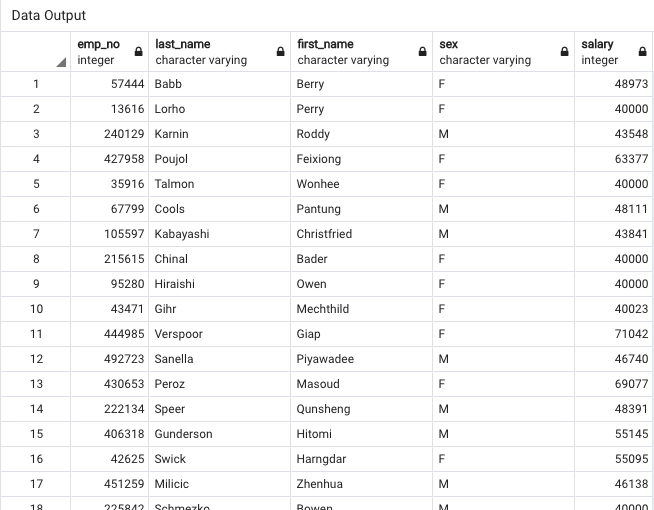 Data Output
emp_no last_name first_name sex salary
integer character varying character varying character varying integer
1 57444 Babb Berry F 48973
2 13616 Lorho Perry F 40000
3 240129 Karnin Roddy M 43548
4 427958 Poujol Feixiong F 63377
5 35916 Talmon Wonhee F 40000
6 67799 Cools Pantung M 48111
7 105597 Kabayashi Christfried M 43841
8 215615 Chinal Bader F 40000
9 95280 Hiraishi Owen F 40000
10 43471 Gihr Mechthild F 40023
11 444985 Verspoor Giap F 71042
12 492723 Sanella Piyawadee M 46740
13 430653 Peroz Masoud F 69077
14 222134 Speer Qunsheng M 48391
15 406318 Gunderson Hitomi M 55145
16 42625 Swick Harngdar F 55095
17 451259 Milicic Zhenhua M 46138
18 225842 Schmezko Bowen M 40000